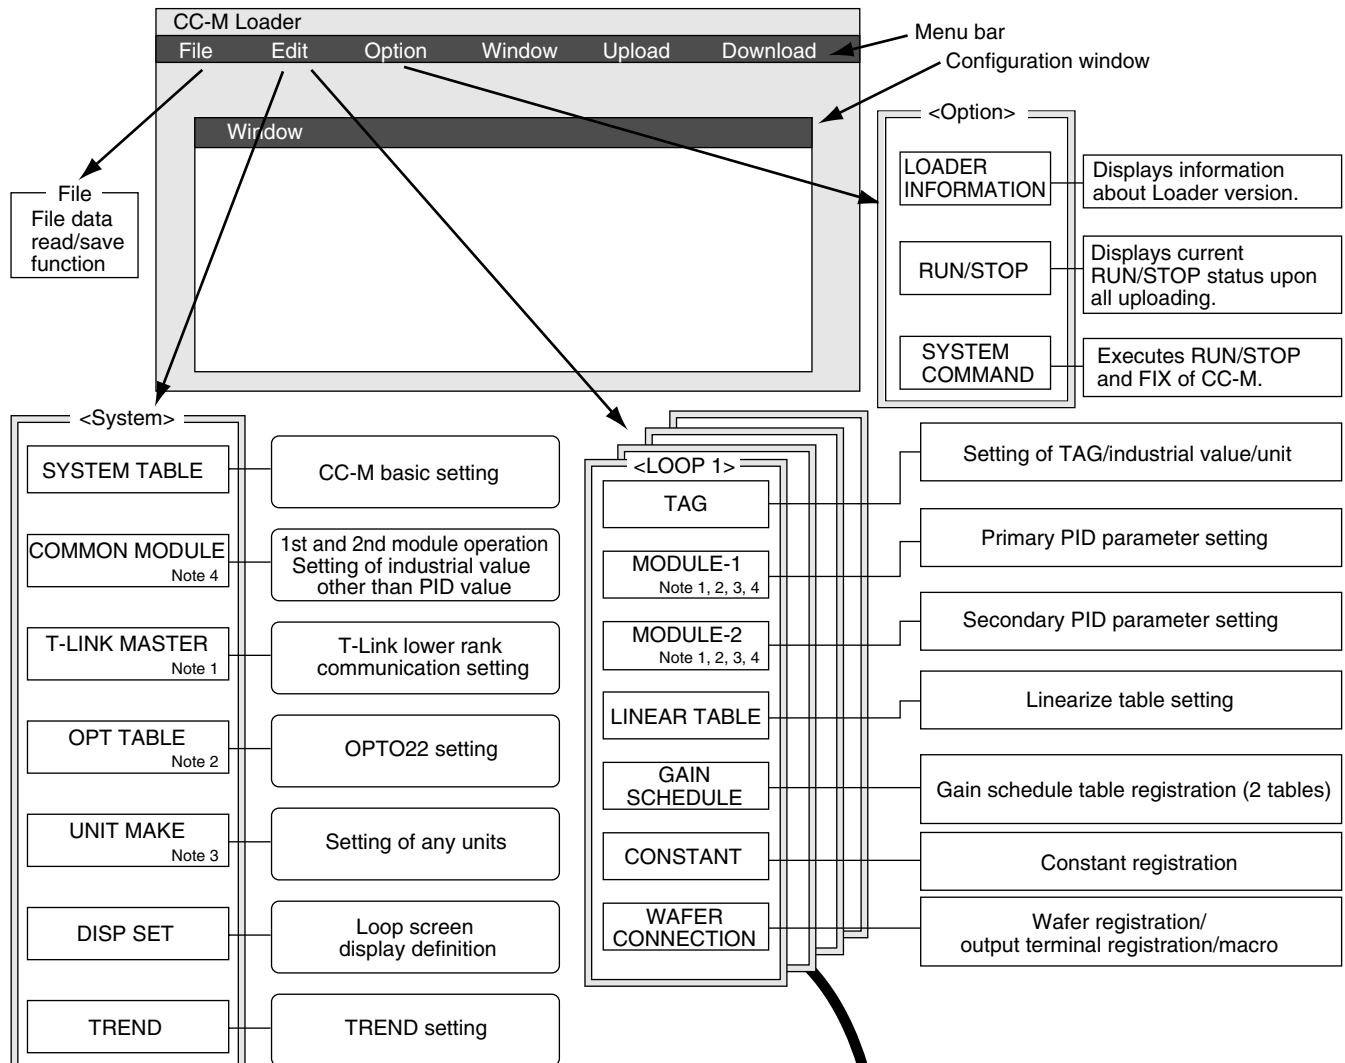 CC-M Loader
File Edit Option Window Upload Download
Menu bar
Configuration window
Window
File
File data
read/save
function
<Option>
LOADER
INFORMATION
Displays information
about Loader version.
RUN/STOP
Displays current
RUN/STOP status upon
all uploading.
SYSTEM
COMMAND
Executes RUN/STOP
and FIX of CC-M.
<System>
SYSTEM TABLE
CC-M basic setting
COMMON MODULE
Note 4
1st and 2nd module operation
Setting of industrial value
other than PID value
T-LINK MASTER
Note 1
T-Link lower rank
communication setting
OPT TABLE
Note 2
OPTO22 setting
UNIT MAKE
Note 3
Setting of any units
DISP SET
Loop screen
display definition
TREND
TREND setting
<LOOP 1>
TAG
Setting of TAG/industrial value/unit
MODULE-1
Note 1, 2, 3, 4
Primary PID parameter setting
MODULE-2
Note 1, 2, 3, 4
Secondary PID parameter setting
LINEAR TABLE
Linearize table setting
GAIN
SCHEDULE
Gain schedule table registration (2 tables)
CONSTANT
Constant registration
WAFER
CONNECTION
Wafer registration/
output terminal registration/macro